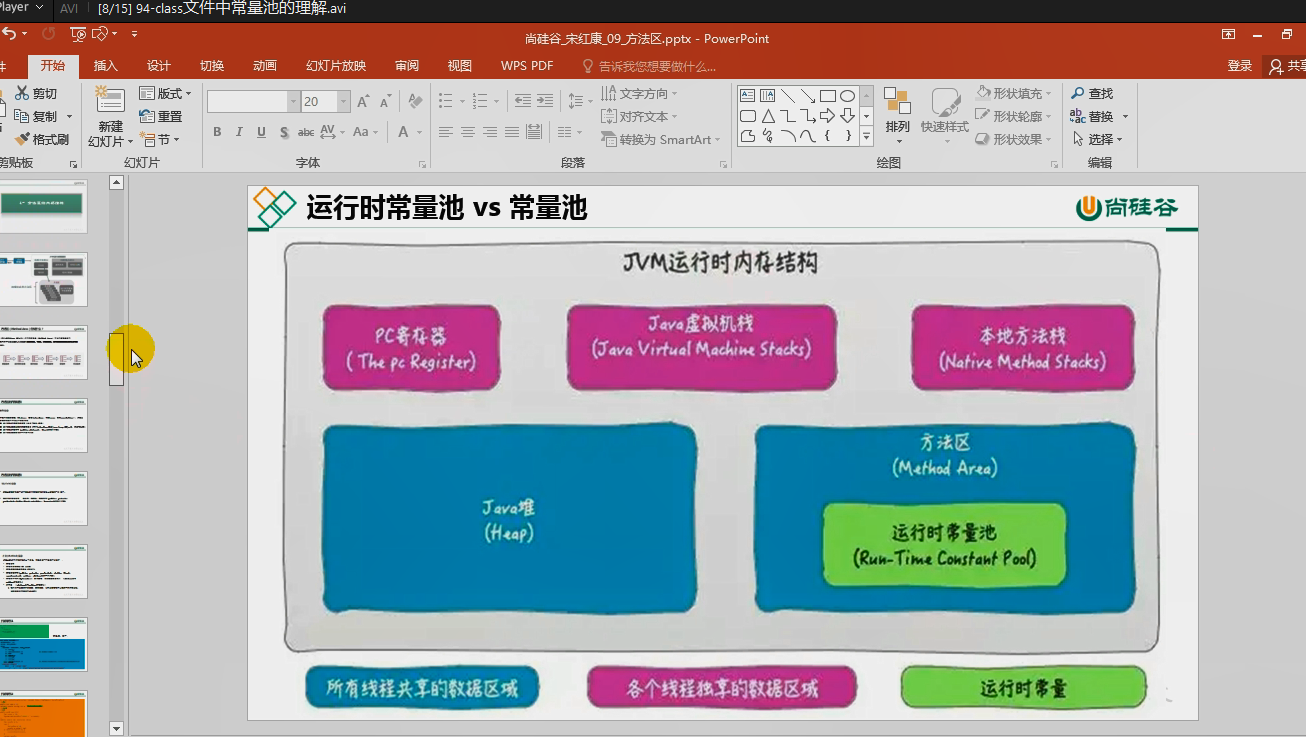 Player
AVI
[8/15] 94-class文件中常量池的理解.avi
尚硅谷_宋红康_09_方法区.pptx - PowerPoint
件
开始
插入
设计
切换
动画
幻灯片放映
审阅
视图
WPS PDF
告诉我您想要做什么...
登录
共享
剪切
复制
格式刷
剪贴板
新建
幻灯片
版式
重置
节
幻灯片
20
B I U S abc AV Aa A
字体
文字方向
对齐文本
转换为 SmartArt
段落
排列
快速样式
形状填充
形状轮廓
形状效果
绘图
查找
替换
选择
编辑
运行时常量池 vs 常量池
尚硅谷
JVM运行时内存结构
PC寄存器
( The pc Register)
Java虚拟机栈
(Java Virtual Machine Stacks)
本地方法栈
(Native Method Stacks)
Java堆
(Heap)
方法区
(Method Area)
运行时常量池
(Run-Time Constant Pool)
所有线程共享的数据区域
各个线程独享的数据区域
运行时常量